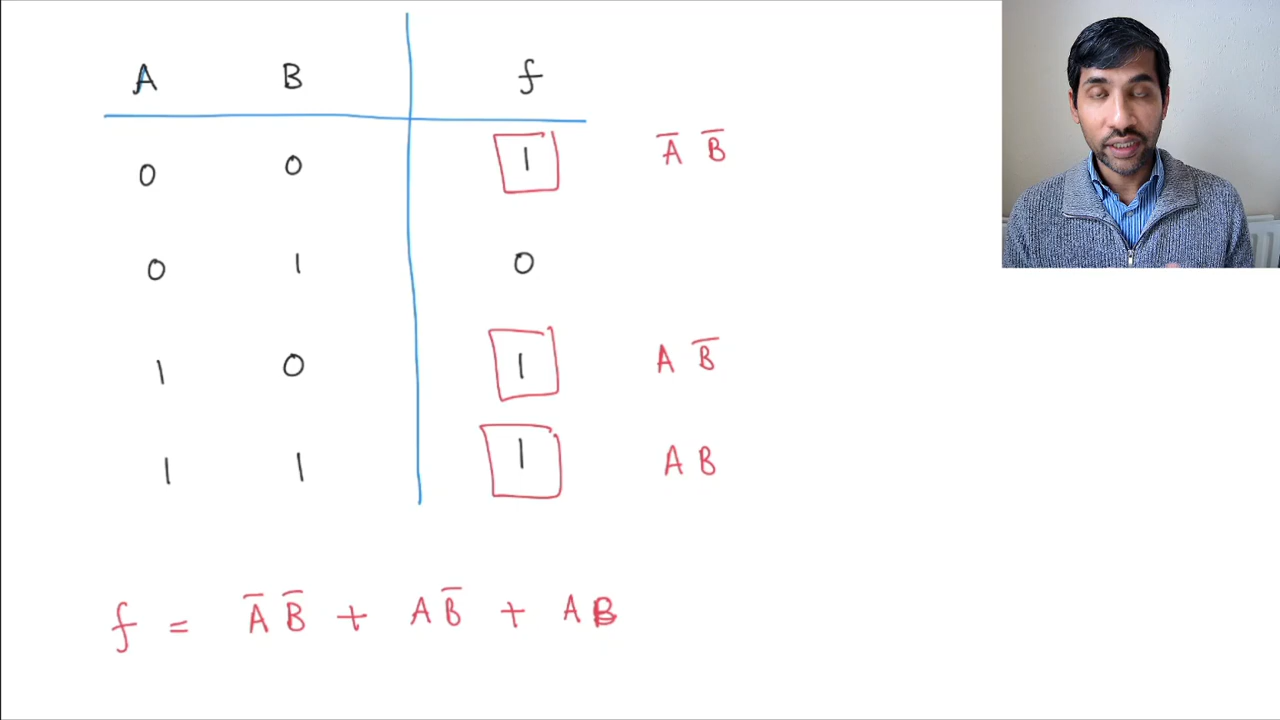 A B f
0 0 1 A̅ B̅
0 1 0
1 0 1 A B̅
1 1 1 A B
f = A̅ B̅ + A B̅ + A B